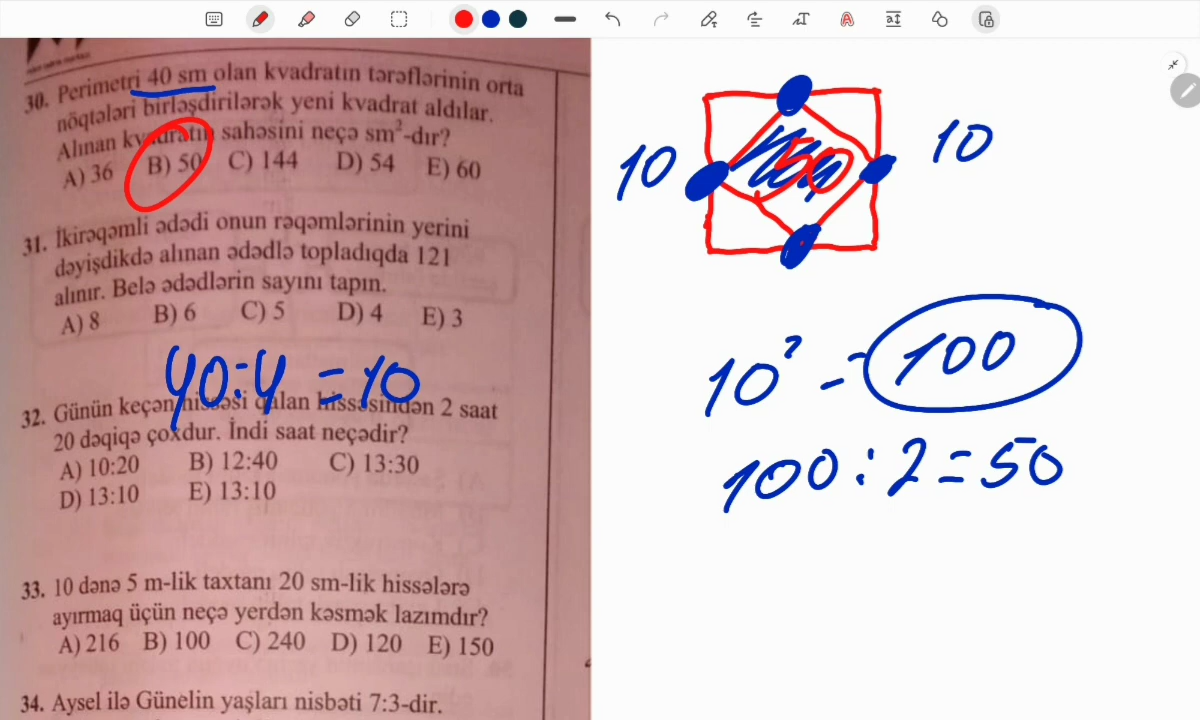 30. Perimetri 40 sm olan kvadratın tərəflərinin orta
nöqtələri birləşdirilərək yeni kvadrat aldılar.
Alınan kvadratın sahəsini neçə sm²-dır?
A) 36 B) 50 C) 144 D) 54 E) 60
31. İkirəqəmli ədədi onun rəqəmlərinin yerini
dəyişdikdə alınan ədədlə topladıqda 121
alınır. Belə ədədlərin sayını tapın.
A) 8 B) 6 C) 5 D) 4 E) 3
40:4 = 10
32. Günün keçən hissəsi qalan hissəsindən 2 saat
20 dəqiqə çoxdur. İndi saat neçədir?
A) 10:20 B) 12:40 C) 13:30
D) 13:10 E) 13:10
33. 10 dənə 5 m-lik taxtanı 20 sm-lik hissələrə
ayırmaq üçün neçə yerdən kəsmək lazımdır?
A) 216 B) 100 C) 240 D) 120 E) 150
34. Aysel ilə Günelin yaşları nisbəti 7:3-dir.
10 50 10
10² = 100
100 : 2 = 50